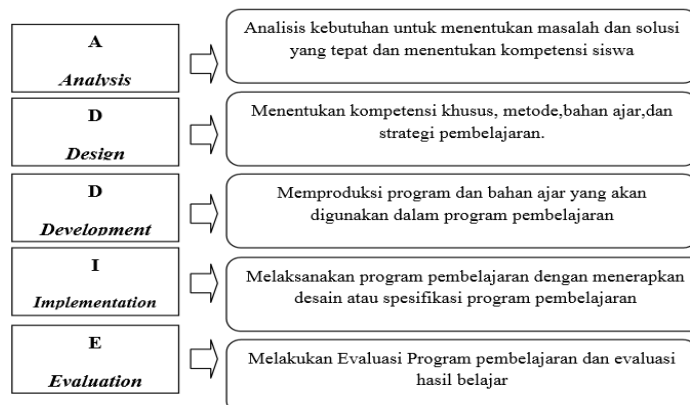 A
Analysis
Analisis kebutuhan untuk menentukan masalah dan solusi
yang tepat dan menentukan kompetensi siswa
D
Design
Menentukan kompetensi khusus, metode,bahan ajar,dan
strategi pembelajaran.
D
Development
Memproduksi program dan bahan ajar yang akan
digunakan dalam program pembelajaran
I
Implementation
Melaksanakan program pembelajaran dengan menerapkan
desain atau spesifikasi program pembelajaran
E
Evaluation
Melakukan Evaluasi Program pembelajaran dan evaluasi
hasil belajar